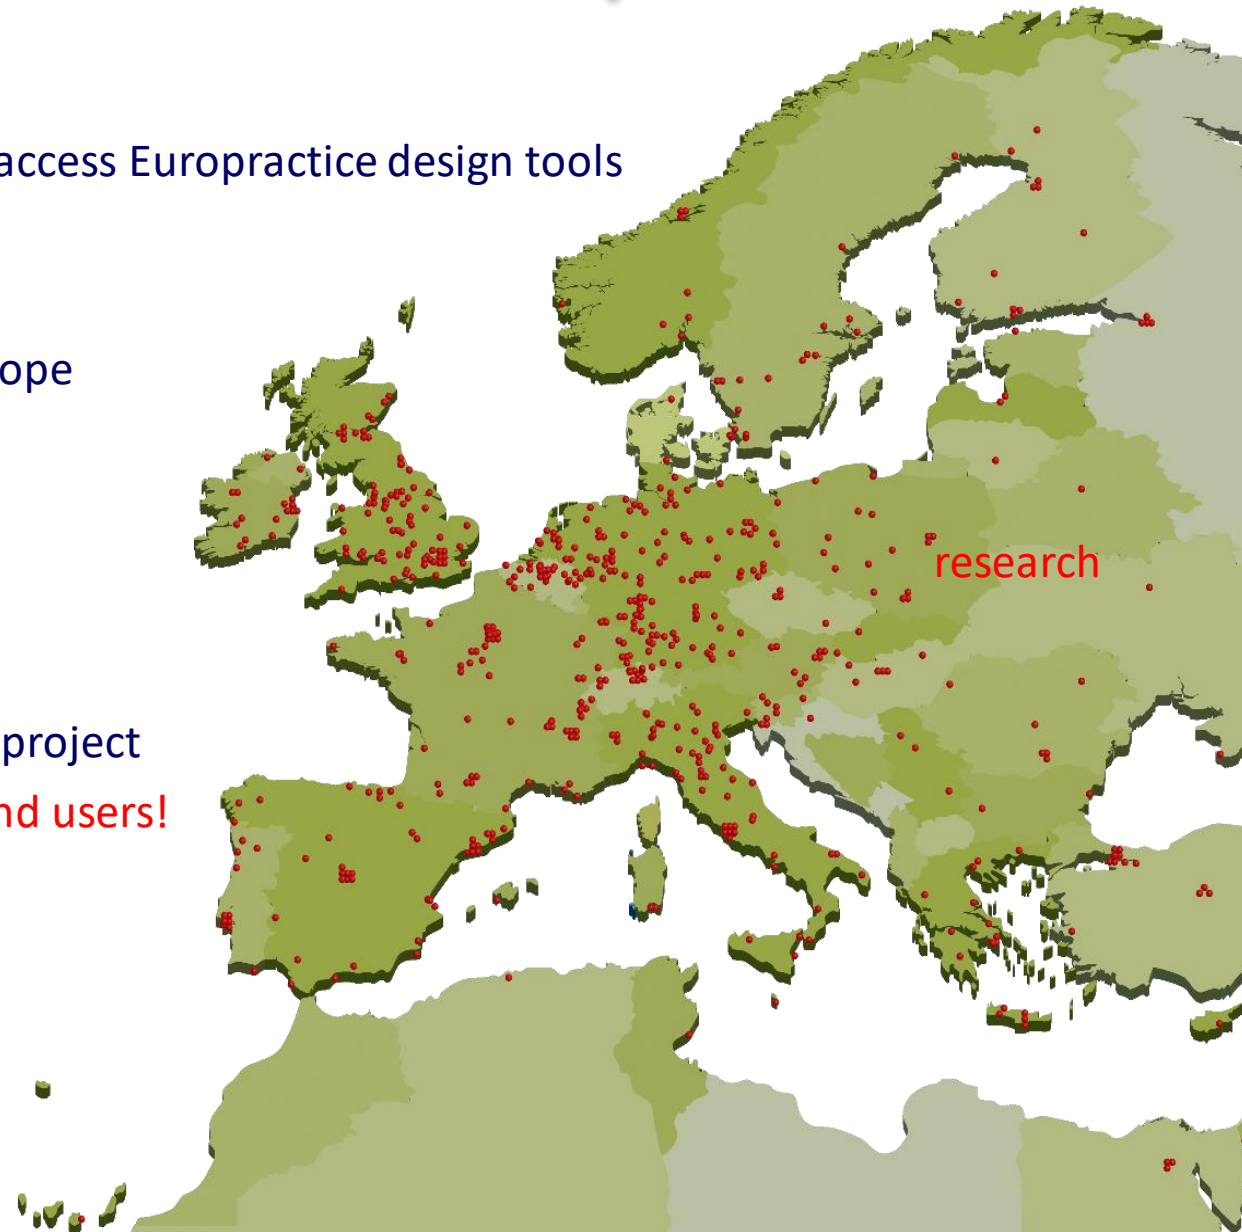 access Europractice design tools
ope
research
project
nd users!